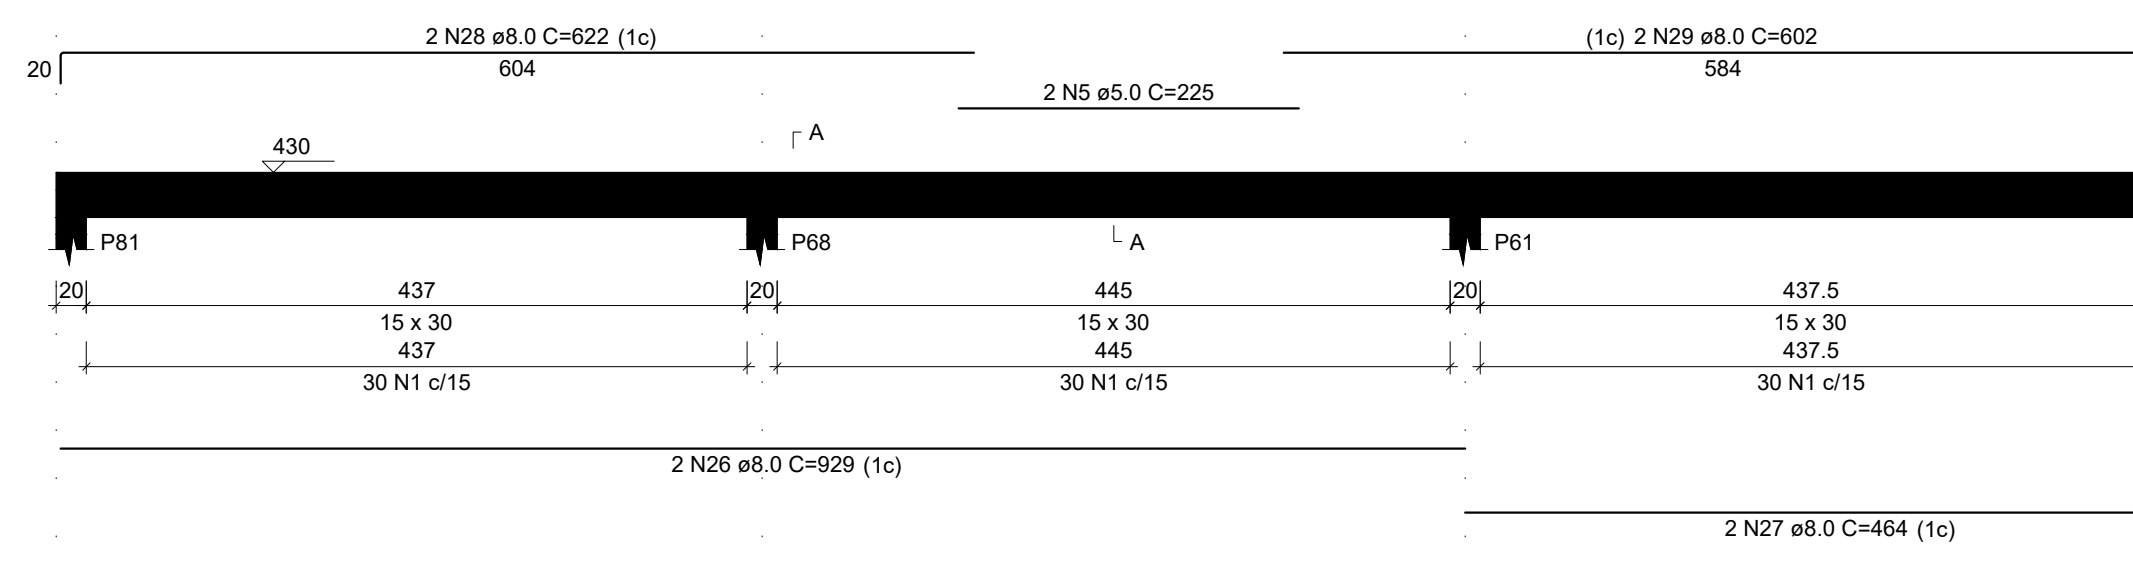 2 N28 ø8.0 C=622 (1c)
(1c) 2 N29 ø8.0 C=602
20
604
584
2 N5 ø5.0 C=225
A
430
P81
P68
A
P61
20
437
20
445
20
437.5
15 x 30
15 x 30
15 x 30
437
445
437.5
30 N1 c/15
30 N1 c/15
30 N1 c/15
2 N26 ø8.0 C=929 (1c)
2 N27 ø8.0 C=464 (1c)